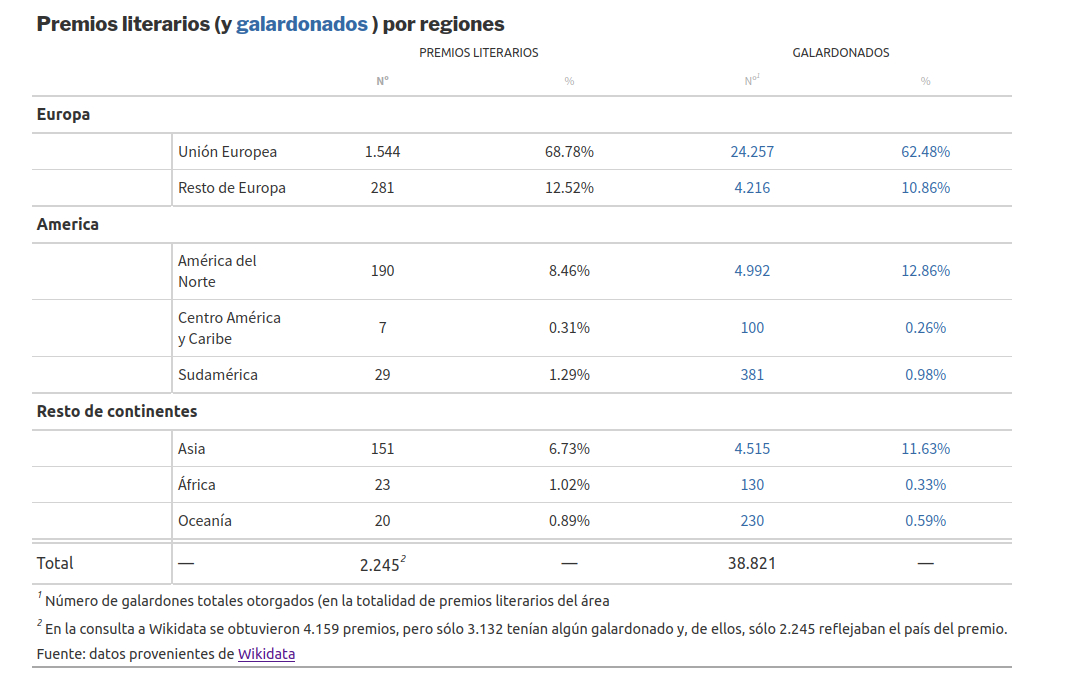 Premios literarios (y galardonados ) por regiones
PREMIOS LITERARIOS GALARDONADOS
Nº % Nº1 %
Europa
Unión Europea 1.544 68.78% 24.257 62.48%
Resto de Europa 281 12.52% 4.216 10.86%
America
América del
Norte 190 8.46% 4.992 12.86%
Centro América
y Caribe 7 0.31% 100 0.26%
Sudamérica 29 1.29% 381 0.98%
Resto de continentes
Asia 151 6.73% 4.515 11.63%
África 23 1.02% 130 0.33%
Oceanía 20 0.89% 230 0.59%
Total — 2.2452 — 38.821 —
1 Número de galardones totales otorgados (en la totalidad de premios literarios del área
2 En la consulta a Wikidata se obtuvieron 4.159 premios, pero sólo 3.132 tenían algún galardonado y, de ellos, sólo 2.245 reflejaban el país del premio.
Fuente: datos provenientes de Wikidata